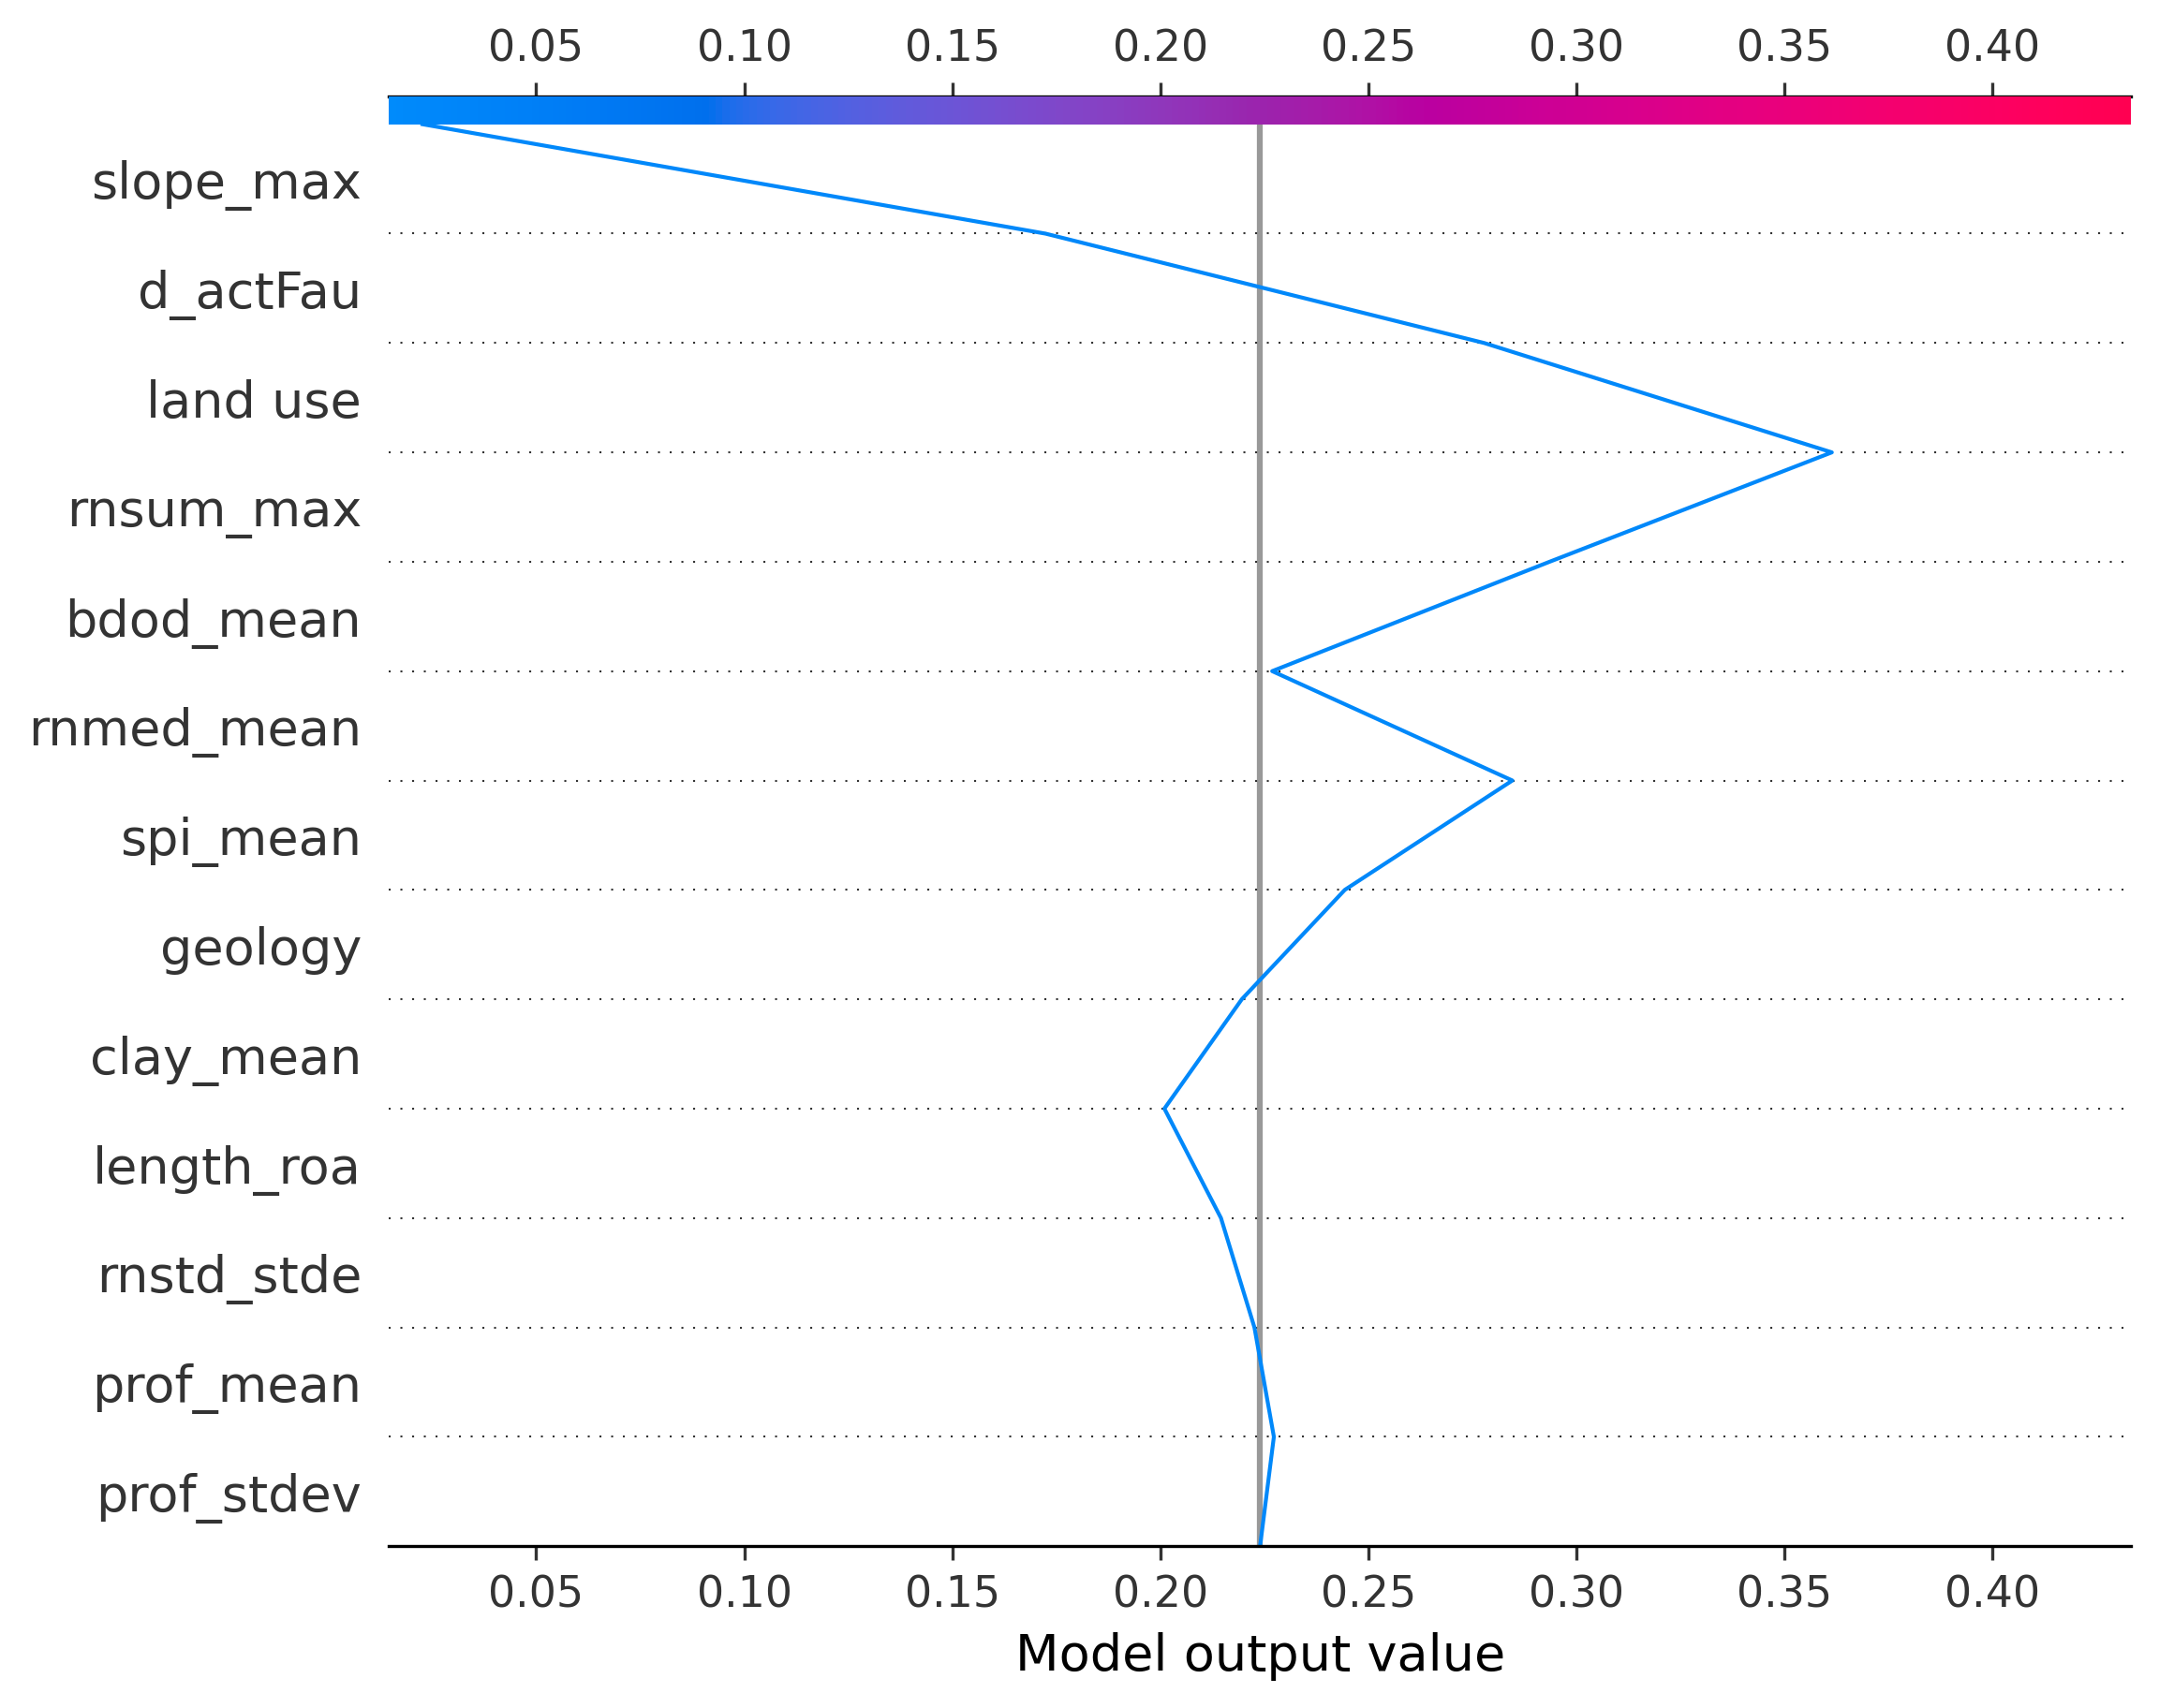 0.05 0.10 0.15 0.20 0.25 0.30 0.35 0.40
slope_max
d_actFau
land use
rnsum_max
bdod_mean
rnmed_mean
spi_mean
geology
clay_mean
length_roa
rnstd_stde
prof_mean
prof_stdev
0.05 0.10 0.15 0.20 0.25 0.30 0.35 0.40
Model output value